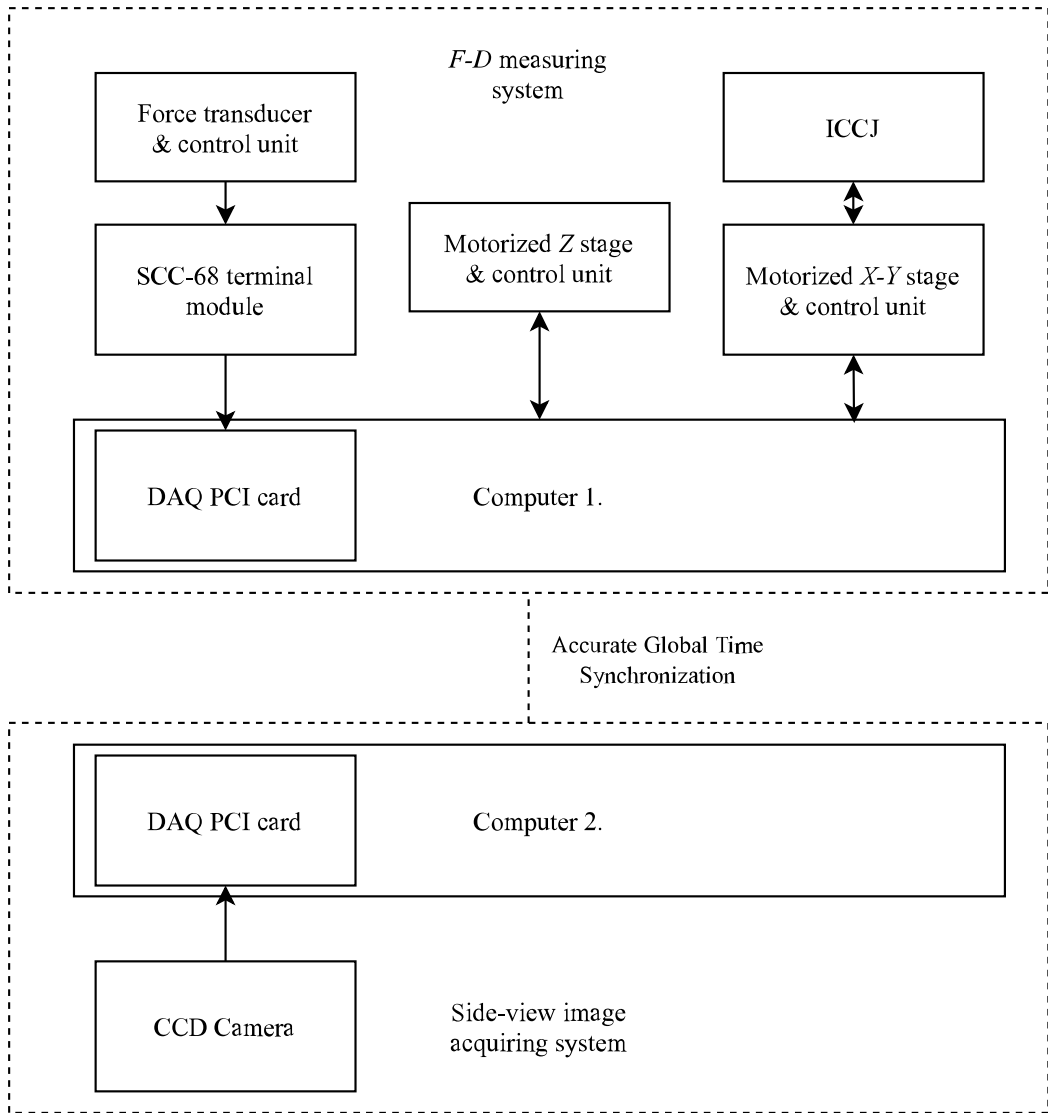 F-D measuring
system
Force transducer
& control unit
ICCJ
SCC-68 terminal
module
Motorized Z stage
& control unit
Motorized X-Y stage
& control unit
DAQ PCI card
Computer 1.
Accurate Global Time
Synchronization
DAQ PCI card
Computer 2.
CCD Camera
Side-view image
acquiring system